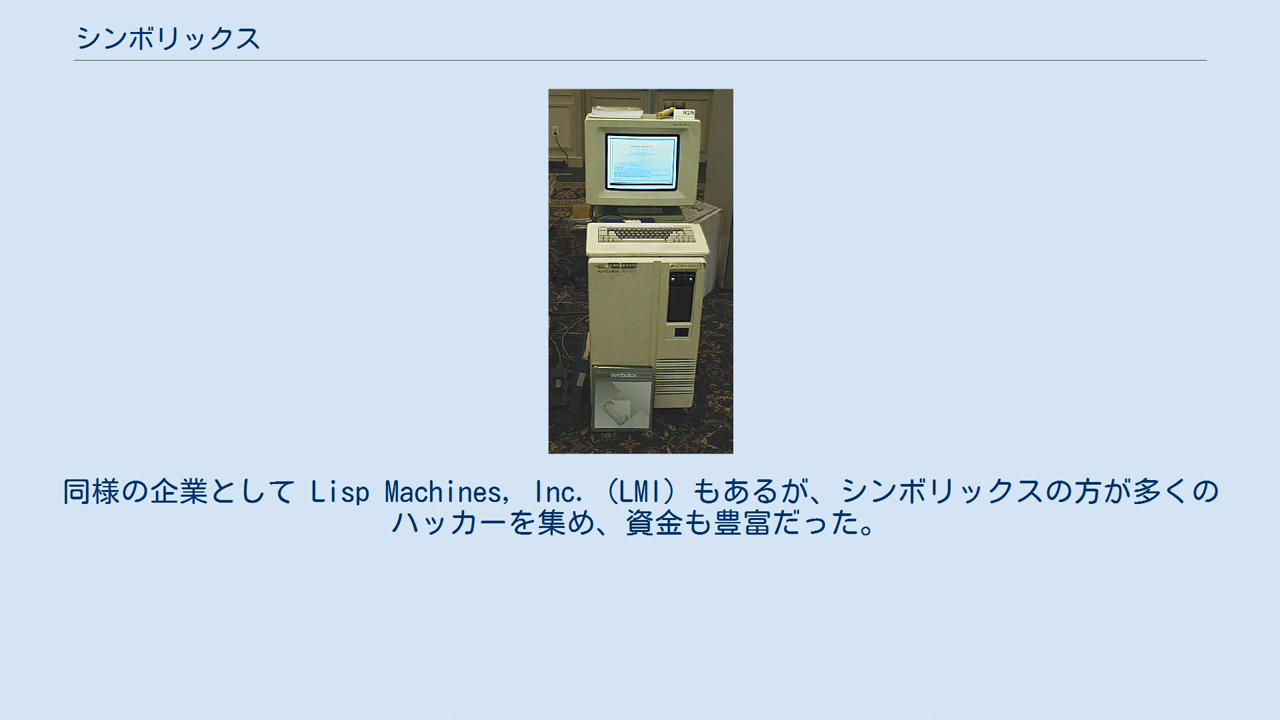 シンボリックス
symbolics
同様の企業として Lisp Machines, Inc.（LMI）もあるが、シンボリックスの方が多くの
ハッカーを集め、資金も豊富だった。